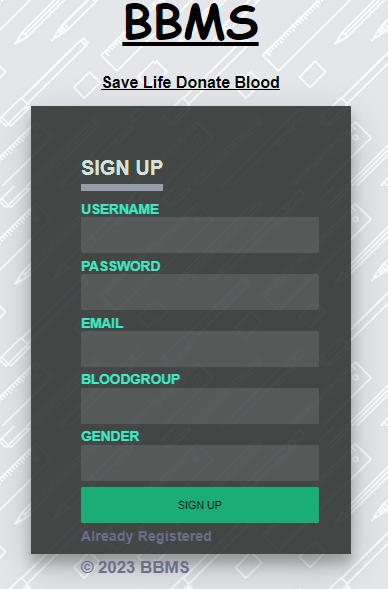 BBMS
Save Life Donate Blood
SIGN UP
USERNAME
PASSWORD
EMAIL
BLOODGROUP
GENDER
SIGN UP
Already Registered
© 2023 BBMS